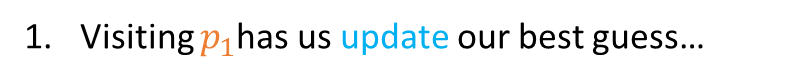 1. Visiting p₁ has us update our best guess...